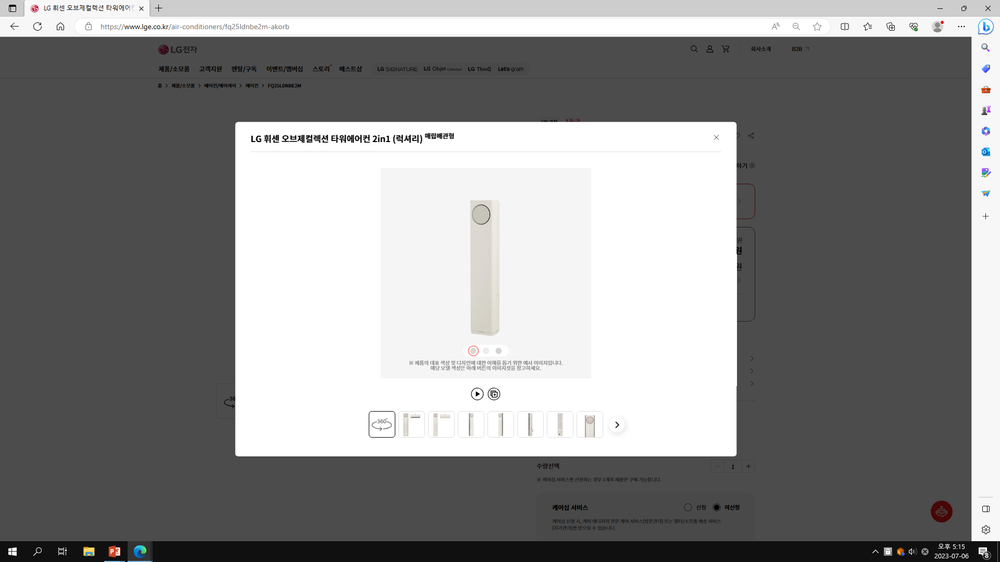 LG 휘센 오브제컬렉션 타워에어컨
https://www.lge.co.kr/air-conditioners/fq25ldnbe2m-akorb
LG전자
회사소개
B2B
제품/소모품 고객지원 렌탈/구독 이벤트/멤버십 스토리 베스트샵
LG SIGNATURE LG Objet Collection LG ThinQ Let's gram
홈 > 제품/소모품 > 에어컨/에어케어 > 에어컨 > FQ25LDNBE2M
1등급
LG 휘센 오브제컬렉션 타워에어컨 2in1 (럭셔리) 매립배관형
하기
원
원
원
※ 제품의 대표 색상 및 디자인에 대한 이해를 돕기 위한 예시 이미지입니다.
해당 모델 색상은 아래 버튼의 이미지컷을 참고하세요.
36
360°
수량선택
1
※ 케어십 서비스를 신청하는 경우 1개의 제품만 구매 가능합니다.
케어십 서비스
신청 미신청
케어십 신청 시, 케어 매니저의 전문 케어 서비스(방문관리) 또는 필터/소모품 배송 서비스
(자가관리)를 받으실 수 있습니다.
오후 5:15
2023-07-06
8